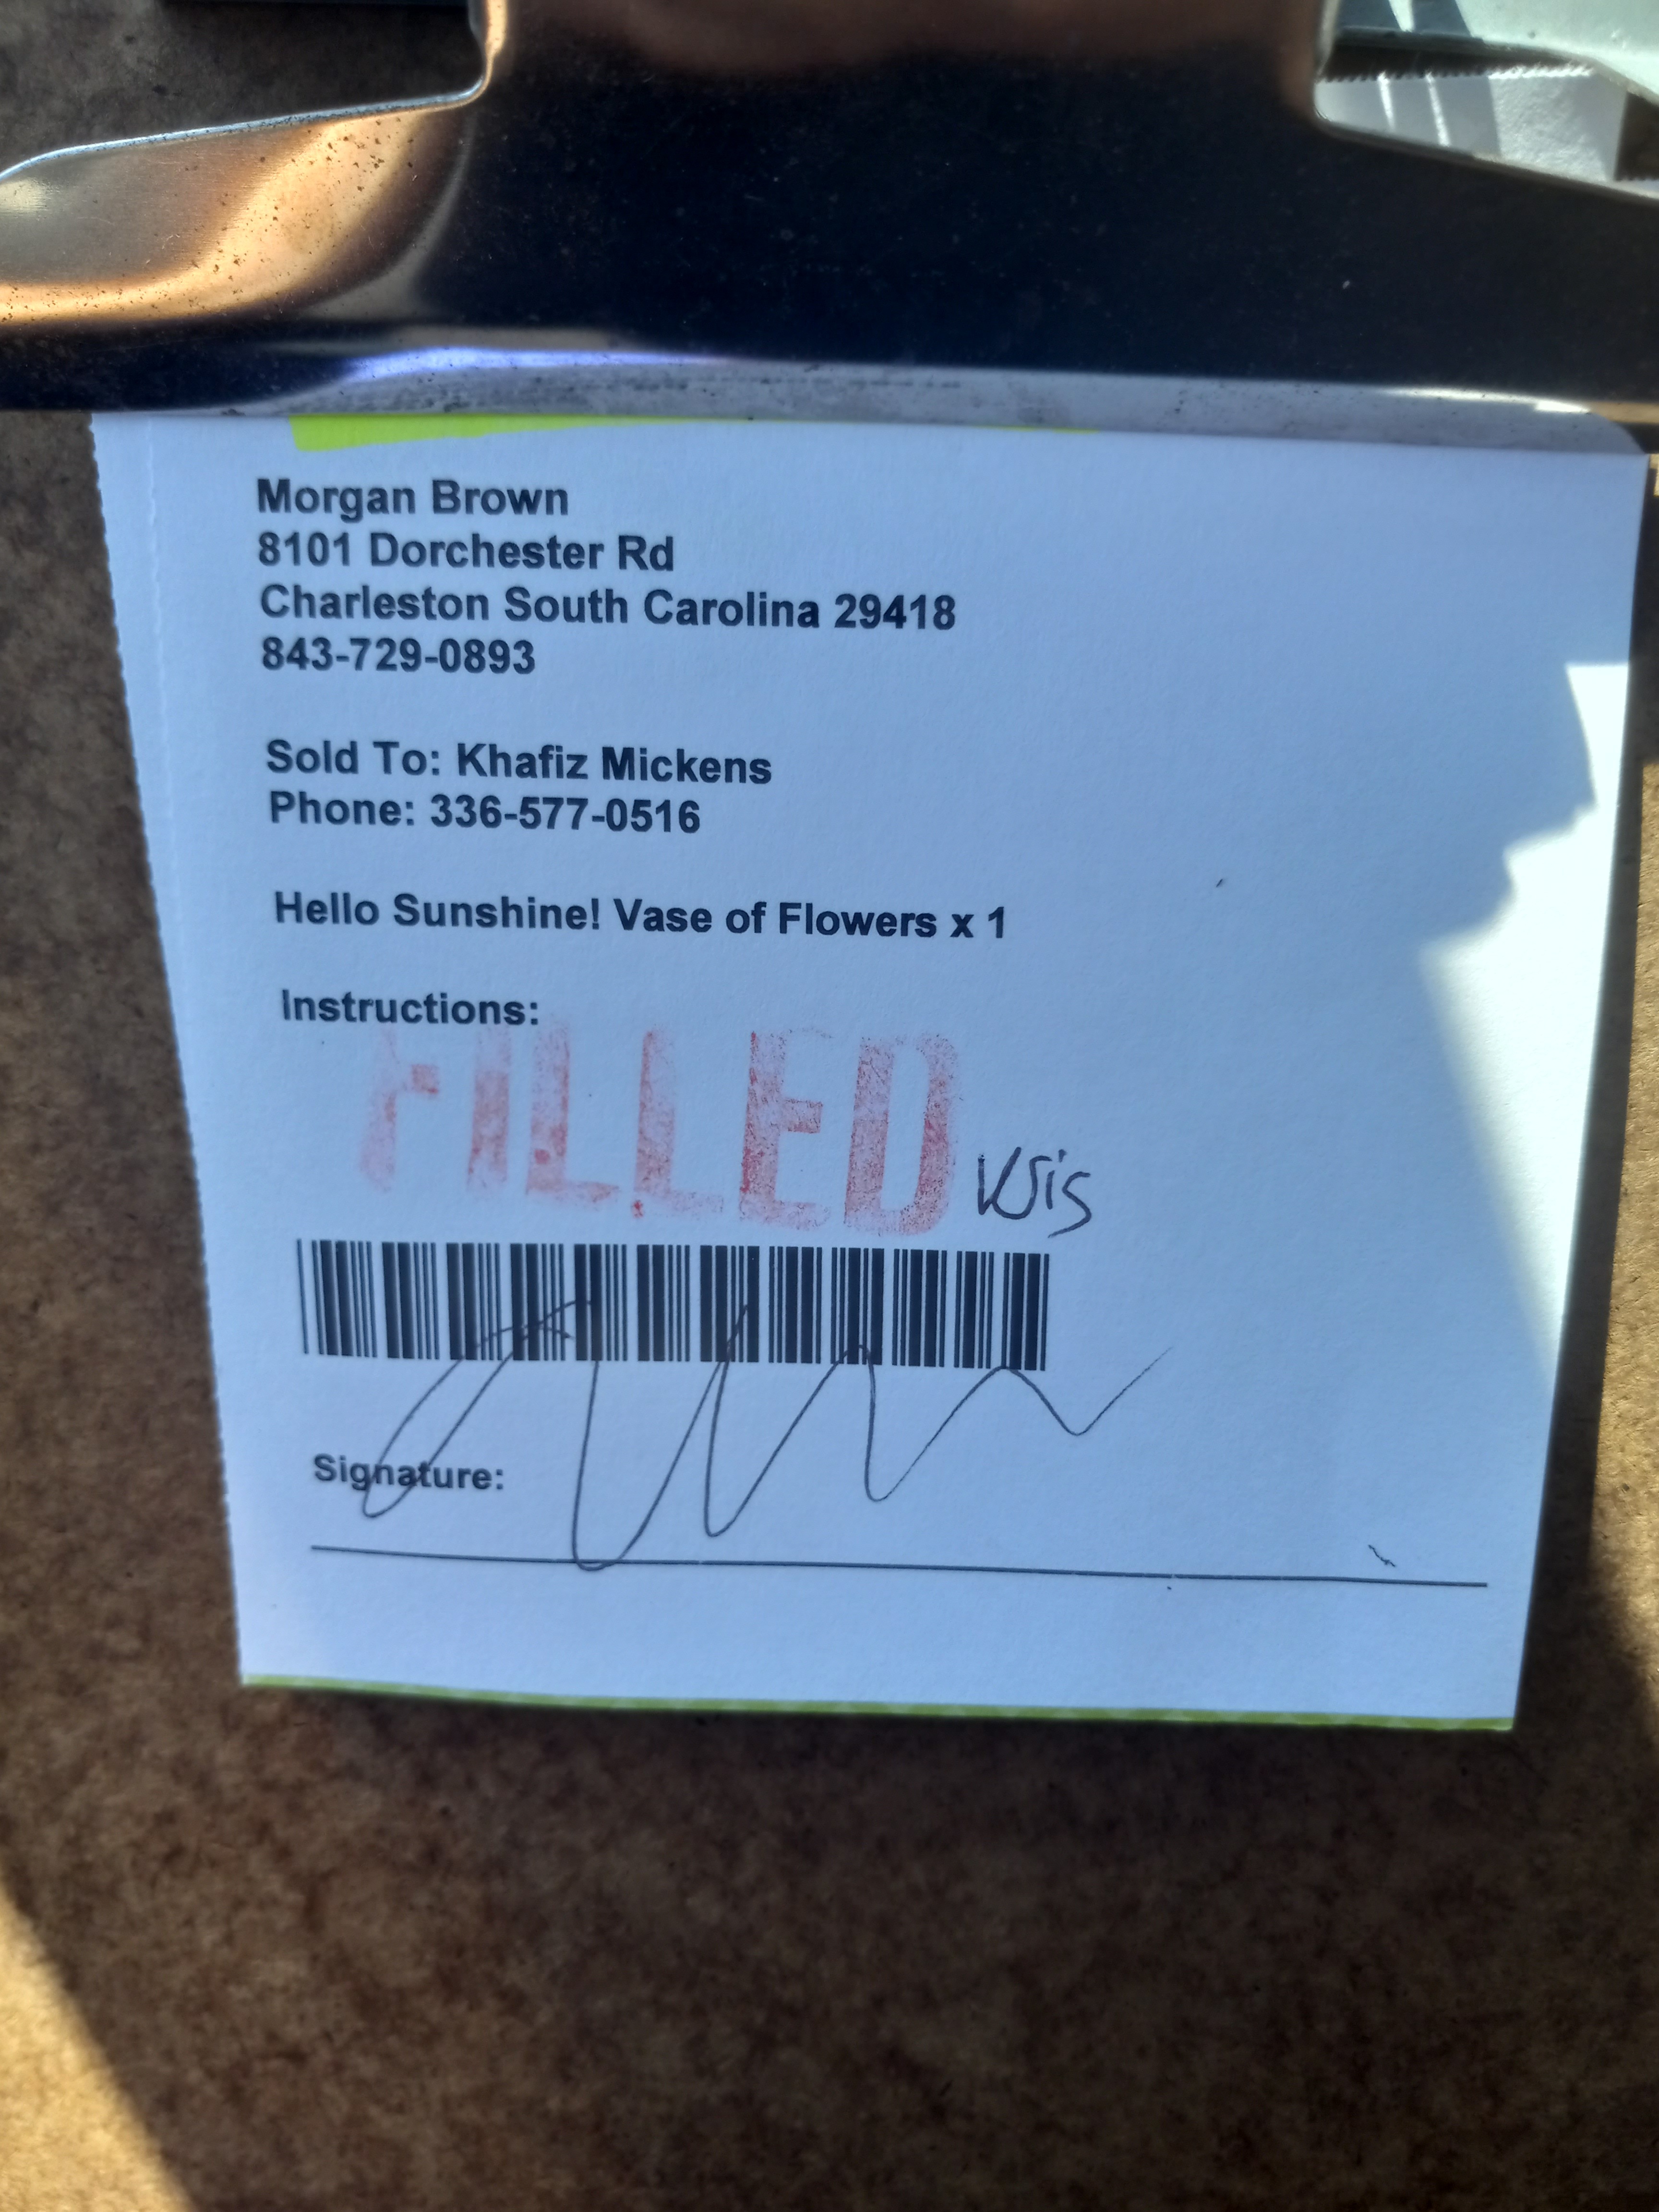 Morgan Brown
8101 Dorchester Rd
Charleston South Carolina 29418
843-729-0893
Sold To: Khafiz Mickens
Phone: 336-577-0516
Hello Sunshine! Vase of Flowers x 1
Instructions:
FILLED
Kris
Signature: